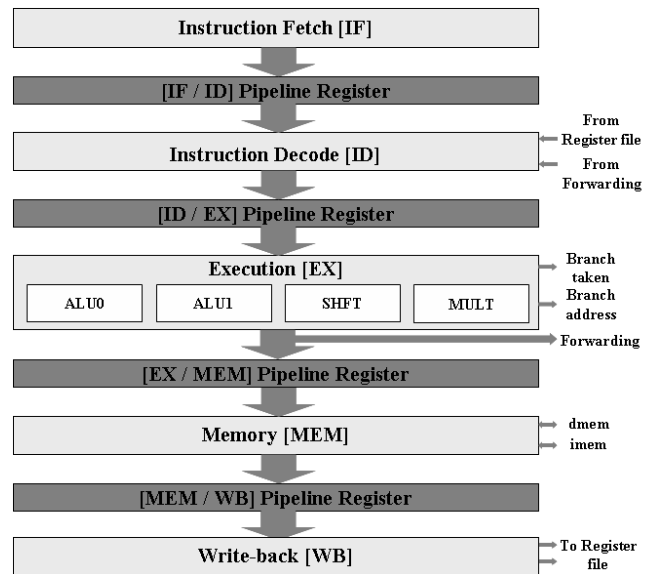 Instruction Fetch [IF]
[IF / ID] Pipeline Register
From
Register file
Instruction Decode [ID]
From
Forwarding
[ID / EX] Pipeline Register
Execution [EX]
Branch
taken
ALU0
ALU1
SHFT
MULT
Branch
address
Forwarding
[EX / MEM] Pipeline Register
Memory [MEM]
dmem
imem
[MEM / WB] Pipeline Register
Write-back [WB]
To Register
file